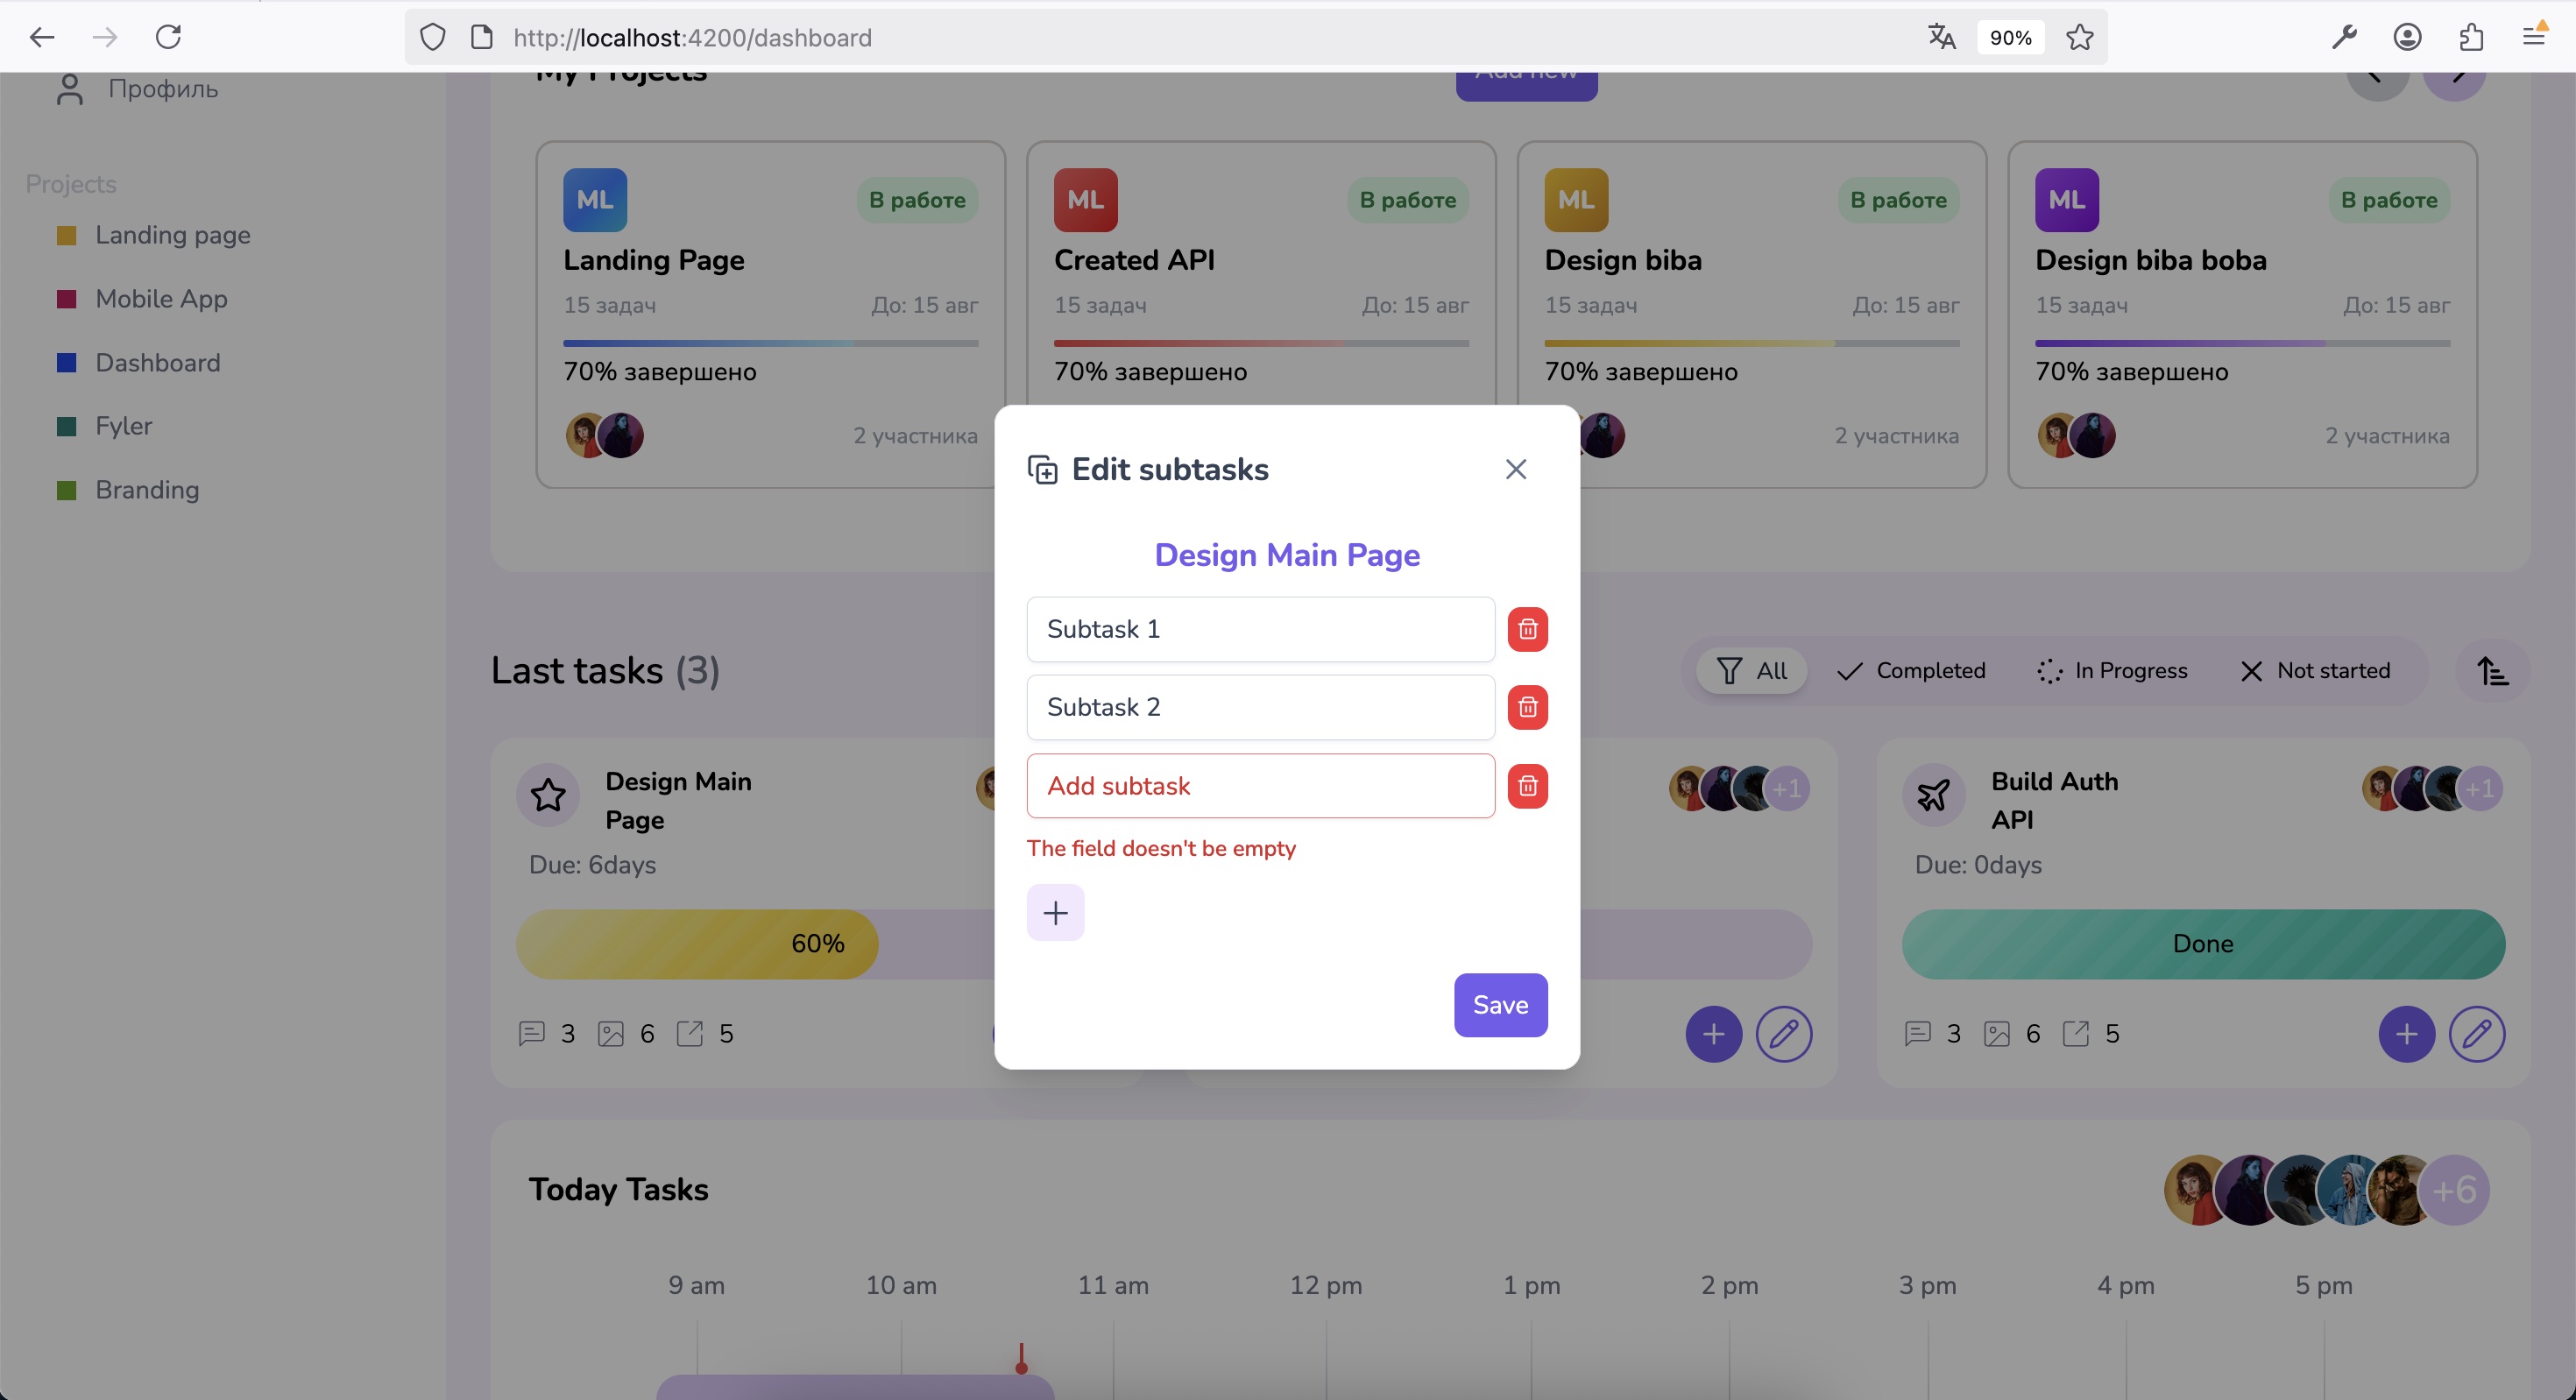 http://localhost:4200/dashboard
90%
Профиль
Projects
Landing page
Mobile App
Dashboard
Fyler
Branding
My Projects
Add new
ML В работе
Landing Page
15 задач До: 15 авг
70% завершено
2 участника
ML В работе
Created API
15 задач До: 15 авг
70% завершено
ML В работе
Design biba
15 задач До: 15 авг
70% завершено
2 участника
ML В работе
Design biba boba
15 задач До: 15 авг
70% завершено
2 участника
Edit subtasks
Design Main Page
Subtask 1
Subtask 2
Add subtask
The field doesn't be empty
Save
Last tasks (3)
All Completed In Progress Not started
Design Main
Page
Due: 6days
60%
3 6 5
+1
Build Auth
API
+1
Due: 0days
Done
3 6 5
Today Tasks
+6
9 am 10 am 11 am 12 pm 1 pm 2 pm 3 pm 4 pm 5 pm